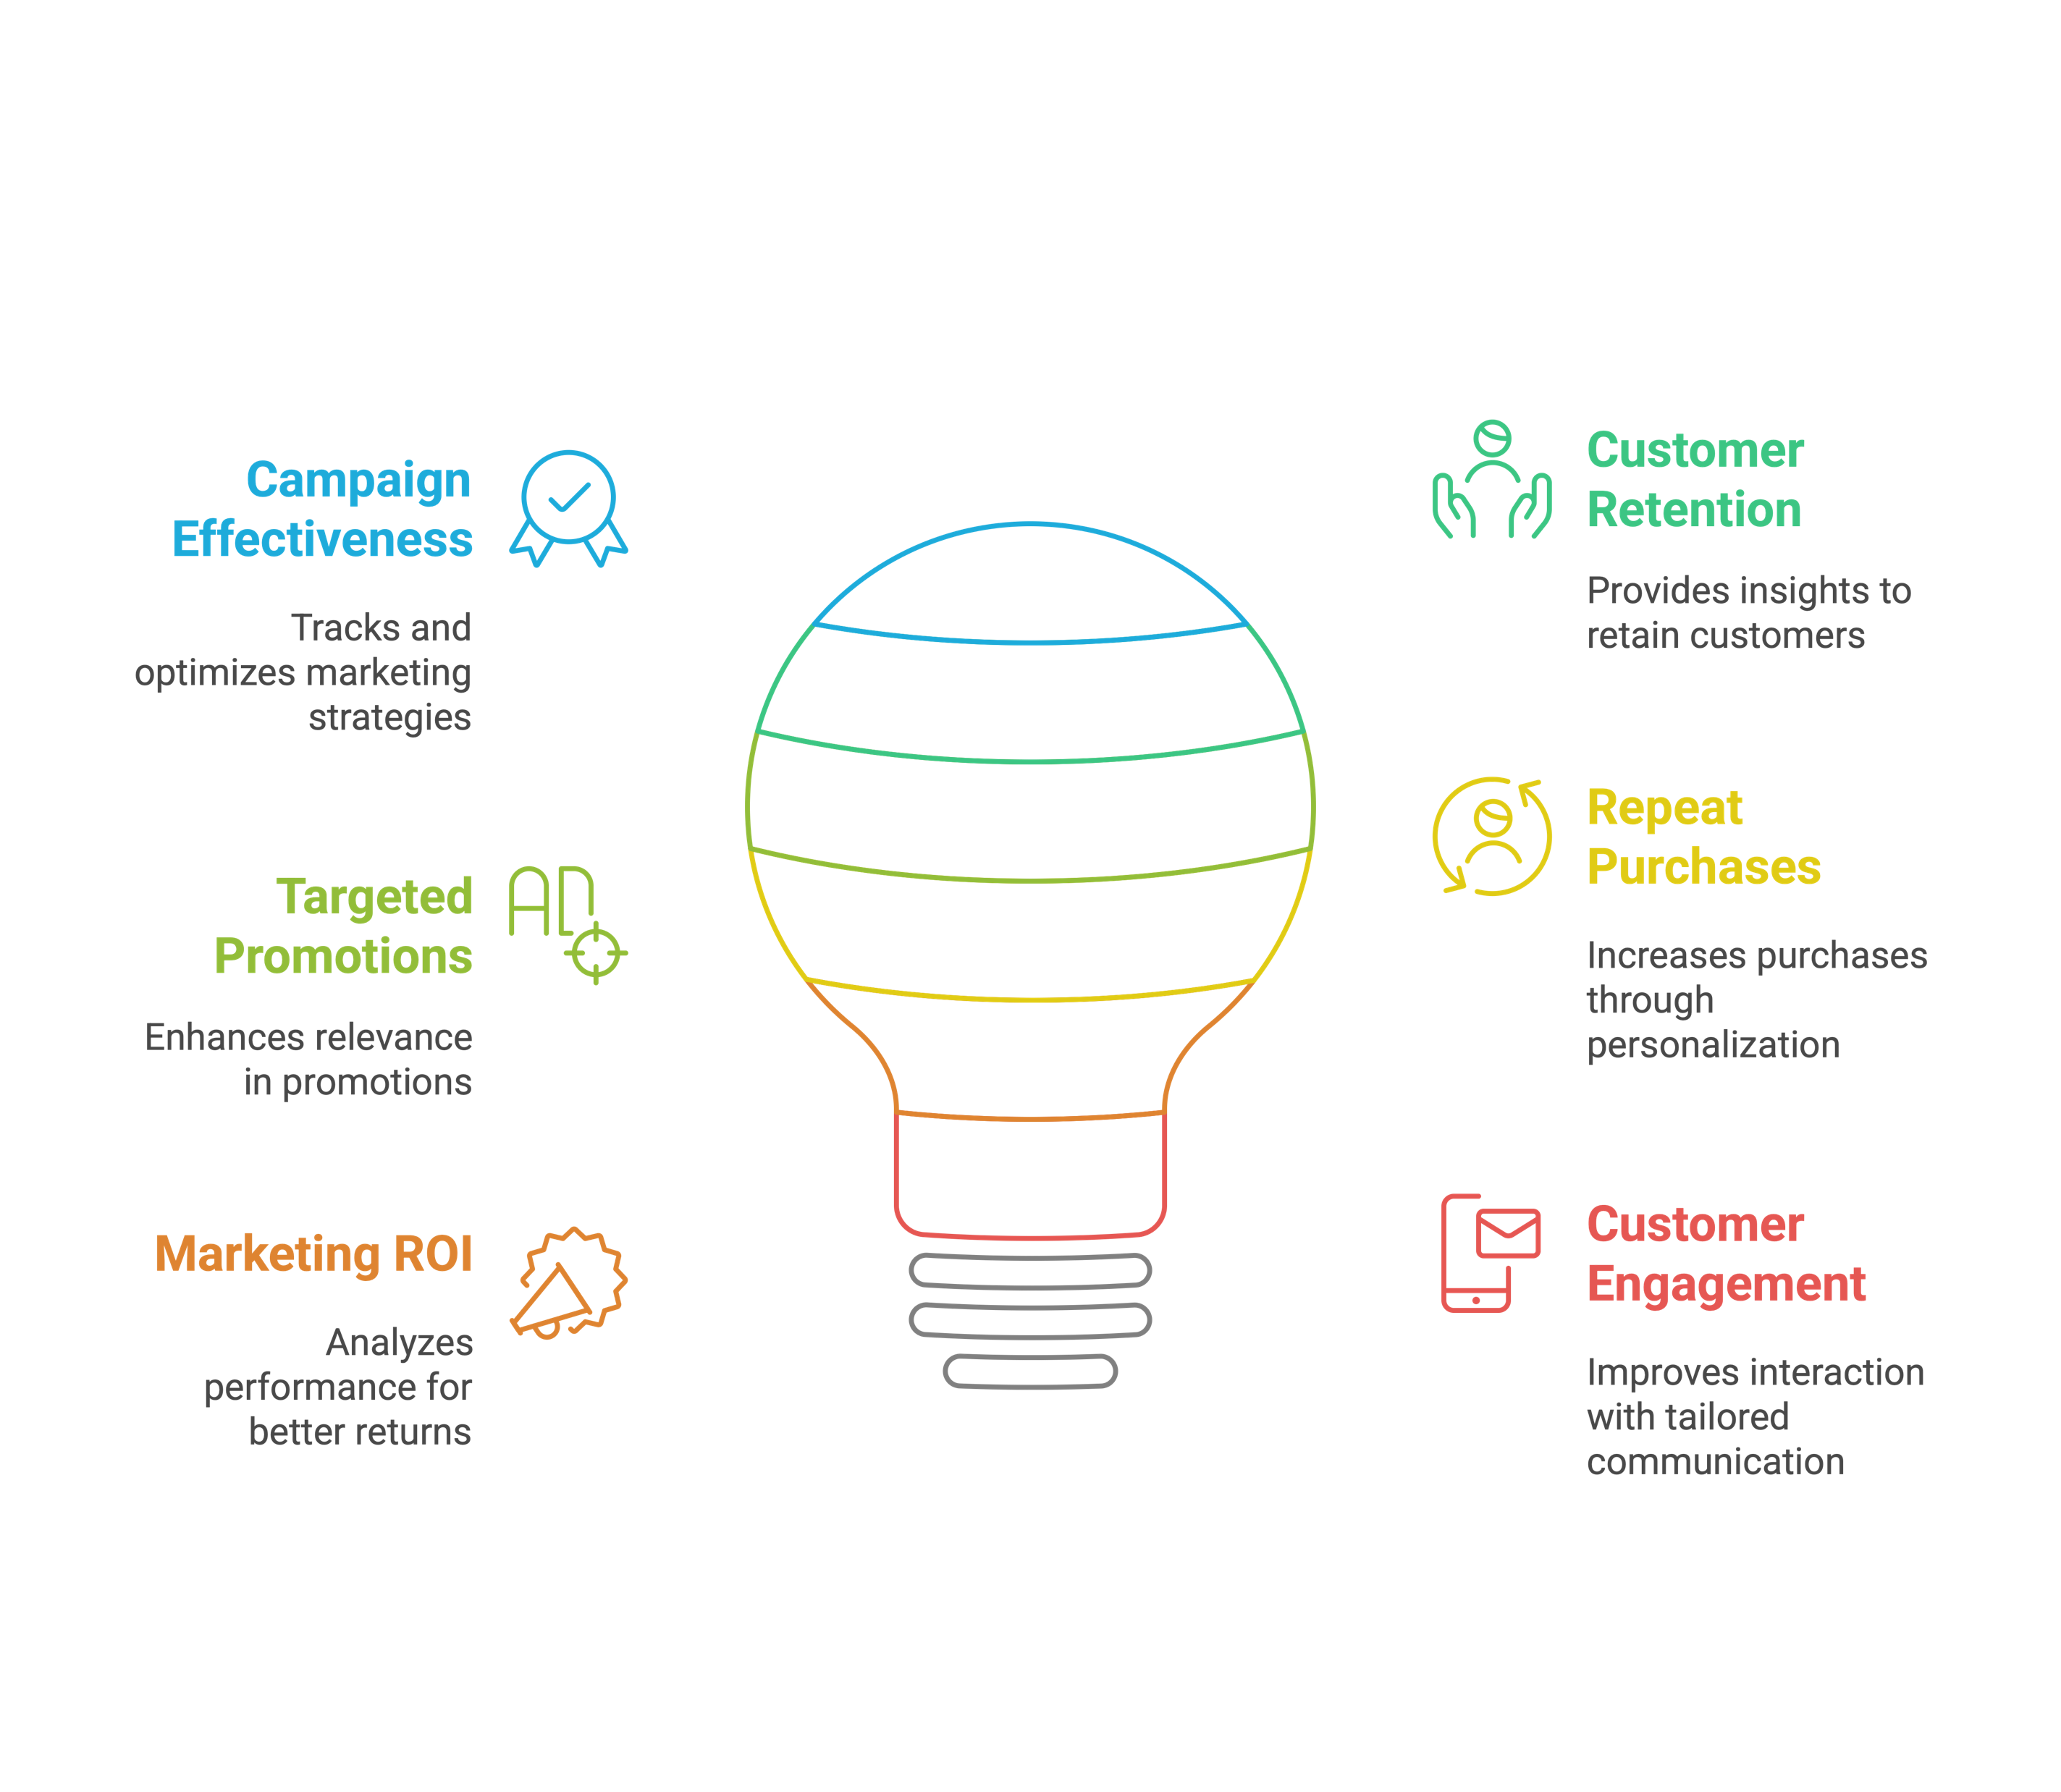 Campaign
Effectiveness
Tracks and
optimizes marketing
strategies
Targeted
Promotions
Enhances relevance
in promotions
Marketing ROI
Analyzes
performance for
better returns
Customer
Retention
Provides insights to
retain customers
Repeat
Purchases
Increases purchases
through
personalization
Customer
Engagement
Improves interaction
with tailored
communication